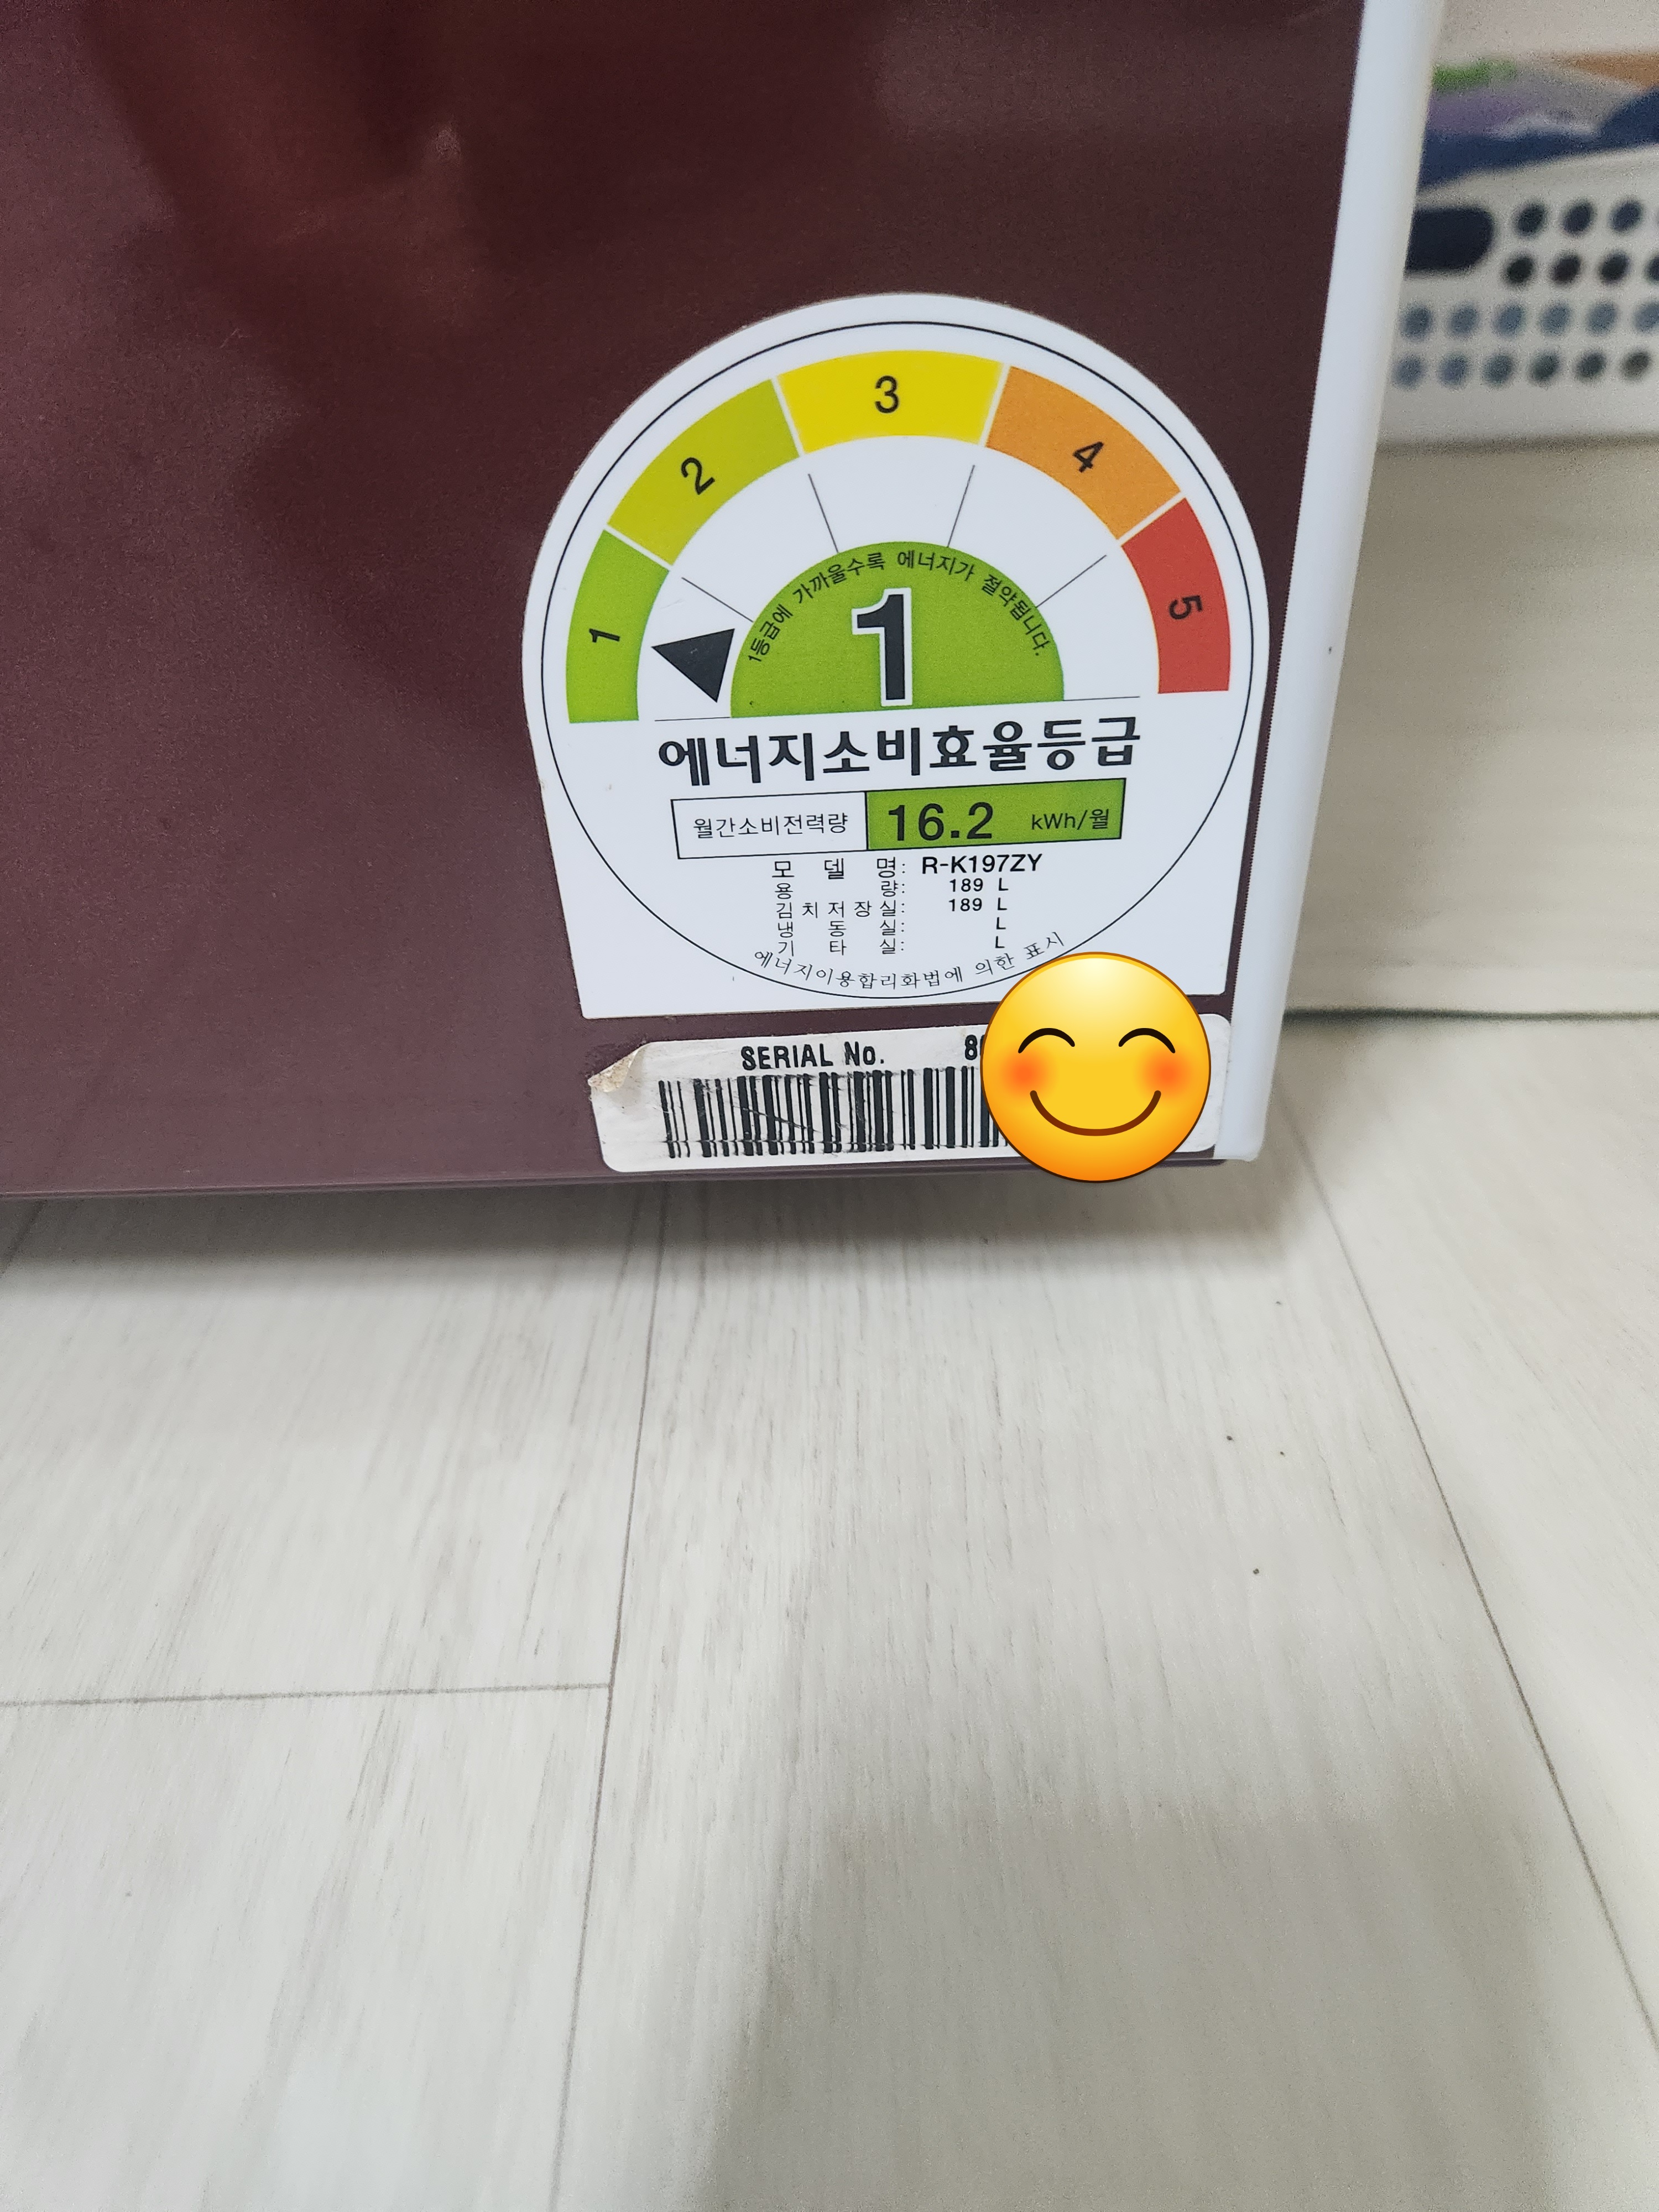 1 2 3 4 5
1등급에 가까울수록 에너지가 절약됩니다.
1
에너지소비효율등급
월간소비전력량 16.2 kWh/월
모 델 명: R-K197ZY
용 량: 189 L
김치저장실: 189 L
냉 동 실: L
기 타 실: L
에너지이용합리화법에 의한 표시
SERIAL No.